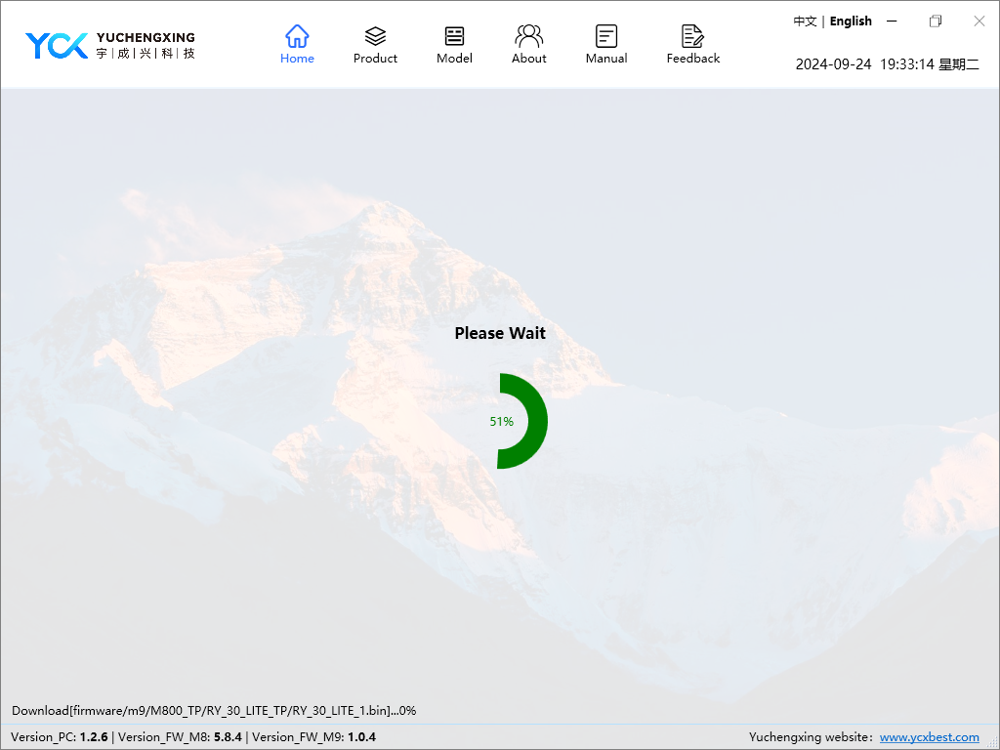 YCX YUCHENGXING
宇|成|兴|科|技
Home
Product
Model
About
Manual
Feedback
中文 | English
2024-09-24 19:33:14 星期二
Please Wait
51%
Download[firmware/m9/M800_TP/RY_30_LITE_TP/RY_30_LITE_1.bin]...0%
Version_PC: 1.2.6 | Version_FW_M8: 5.8.4 | Version_FW_M9: 1.0.4
Yuchengxing website：www.ycxbest.com